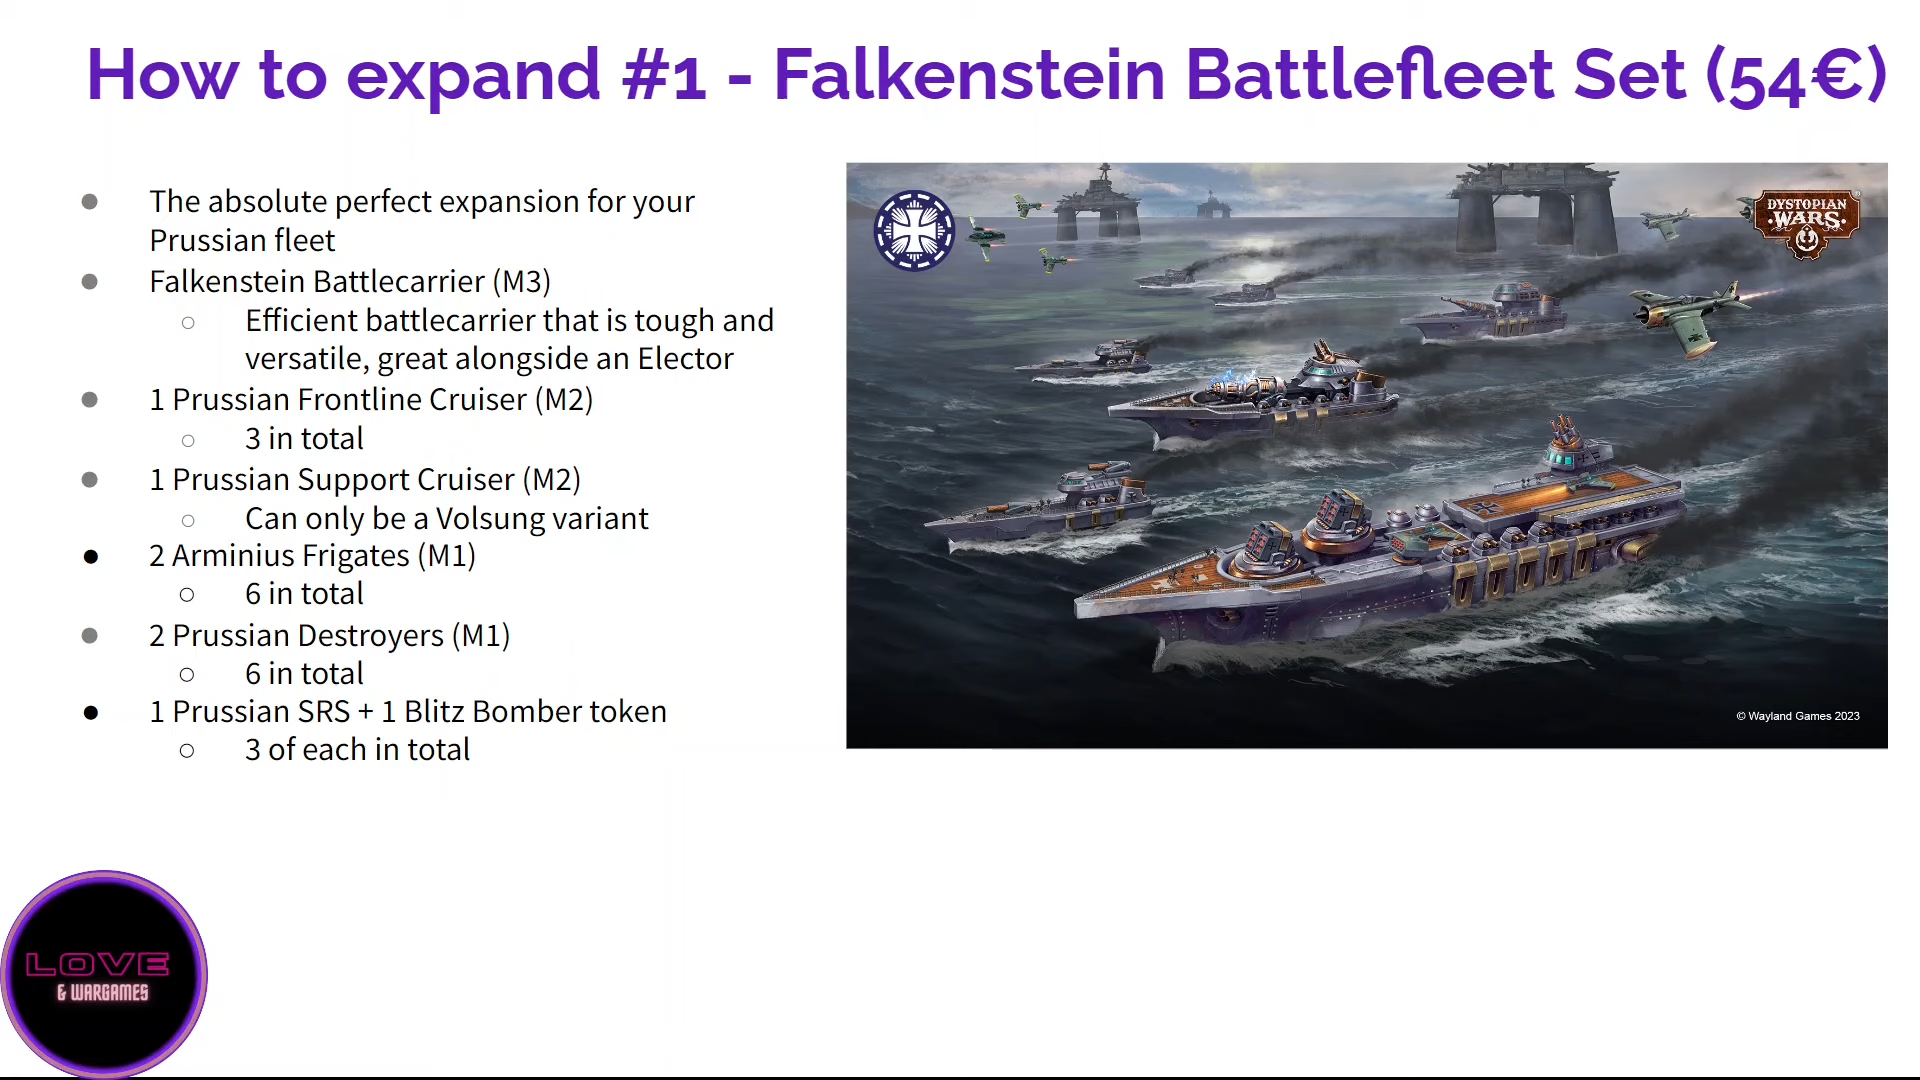 How to expand #1 - Falkenstein Battlefleet Set (54€)
● The absolute perfect expansion for your
Prussian fleet
● Falkenstein Battlecarrier (M3)
○ Efficient battlecarrier that is tough and
versatile, great alongside an Elector
● 1 Prussian Frontline Cruiser (M2)
○ 3 in total
● 1 Prussian Support Cruiser (M2)
○ Can only be a Volsung variant
● 2 Arminius Frigates (M1)
○ 6 in total
● 2 Prussian Destroyers (M1)
○ 6 in total
● 1 Prussian SRS + 1 Blitz Bomber token
○ 3 of each in total
DYSTOPIAN
WARS
© Wayland Games 2023
LOVE
& WARGAMES